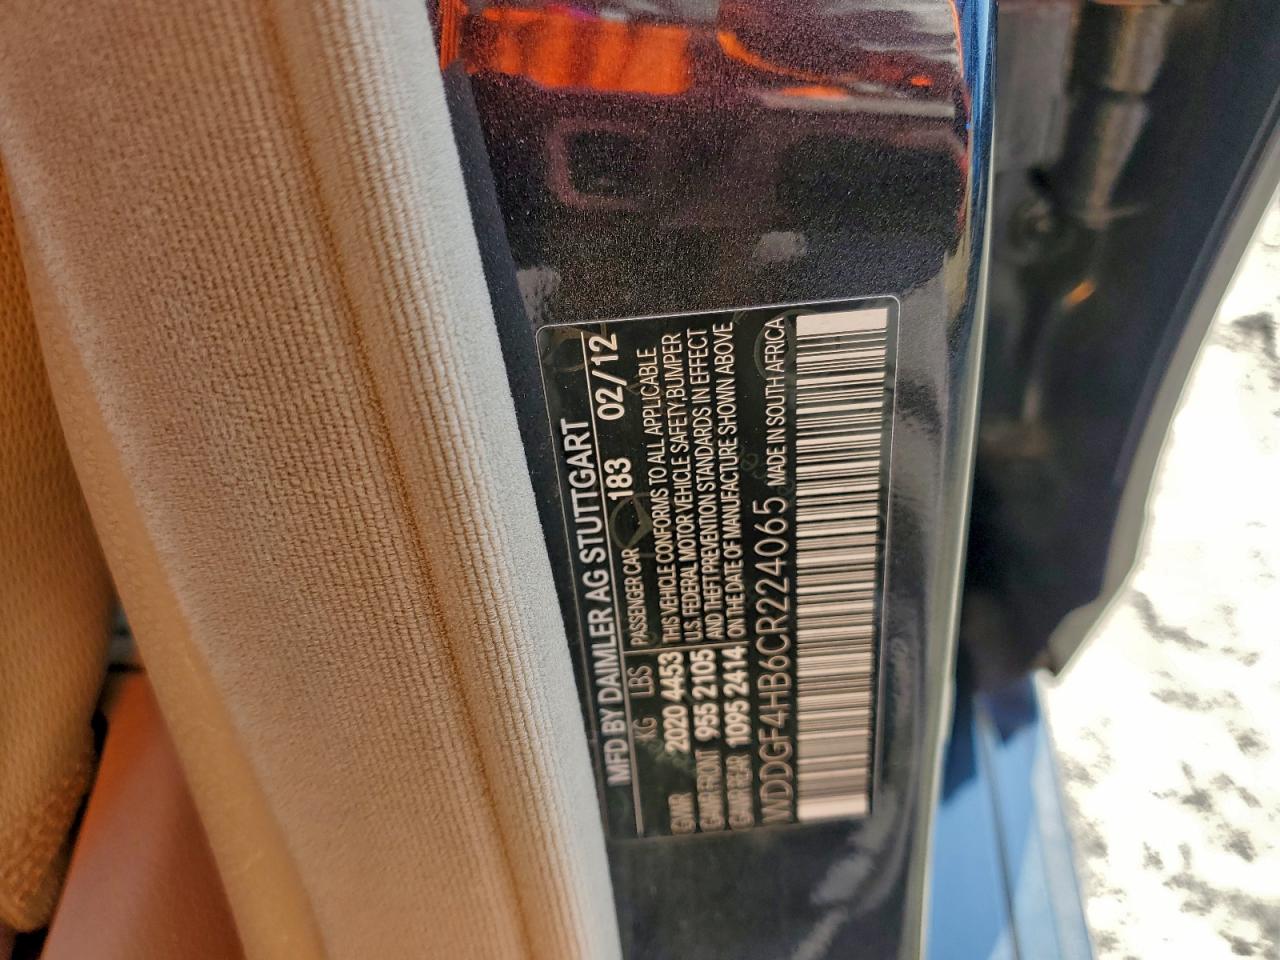 MFD BY DAIMLER AG STUTTGART
183 02/12
KG LBS
PASSENGER CAR
GVWR 2020 4453
GAWR FRONT 955 2105
GAWR REAR 1095 2414
THIS VEHICLE CONFORMS TO ALL APPLICABLE
U.S. FEDERAL MOTOR VEHICLE SAFETY, BUMPER
AND THEFT PREVENTION STANDARDS IN EFFECT
ON THE DATE OF MANUFACTURE SHOWN ABOVE
WDDGF4HB6CR224065 MADE IN SOUTH AFRICA